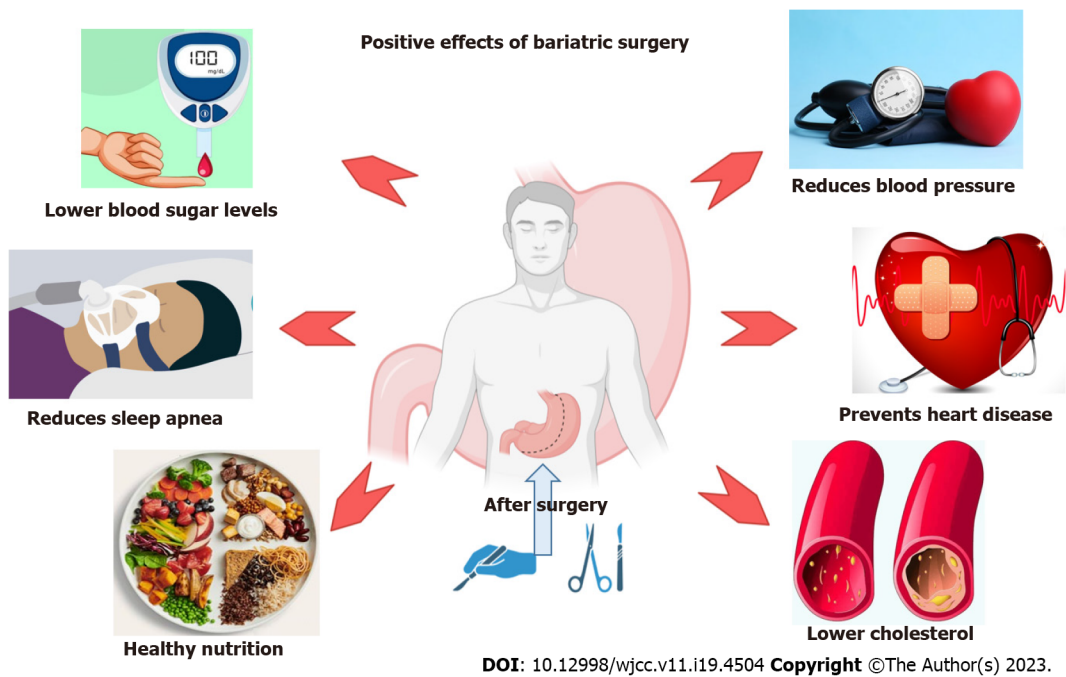 Positive effects of bariatric surgery
100
mg/dL
Lower blood sugar levels
Reduces blood pressure
Reduces sleep apnea
Prevents heart disease
After surgery
Healthy nutrition
Lower cholesterol
DOI: 10.12998/wjcc.v11.i19.4504 Copyright ©The Author(s) 2023.